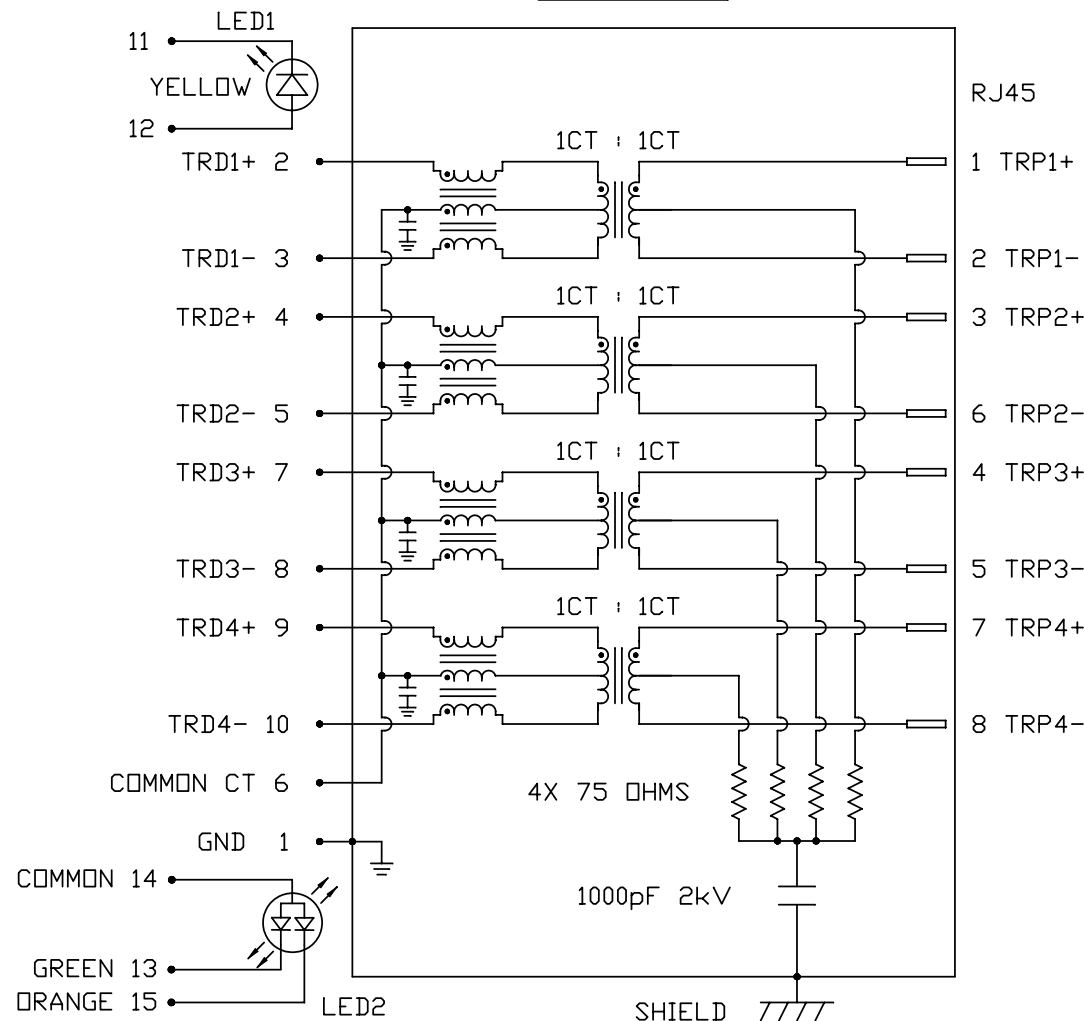 LED1
11
YELLOW
12
RJ45
1CT : 1CT
TRD1+ 2
1 TRP1+
TRD1- 3
2 TRP1-
1CT : 1CT
TRD2+ 4
3 TRP2+
TRD2- 5
6 TRP2-
1CT : 1CT
TRD3+ 7
4 TRP3+
TRD3- 8
5 TRP3-
1CT : 1CT
TRD4+ 9
7 TRP4+
TRD4- 10
8 TRP4-
COMMON CT 6
4X 75 OHMS
GND 1
COMMON 14
1000pF 2kV
GREEN 13
ORANGE 15
LED2
SHIELD